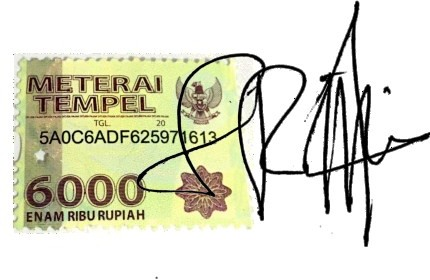 METERAI
TEMPEL
TGL. 20
5A0C6ADF625971613
6000
ENAM RIBU RUPIAH